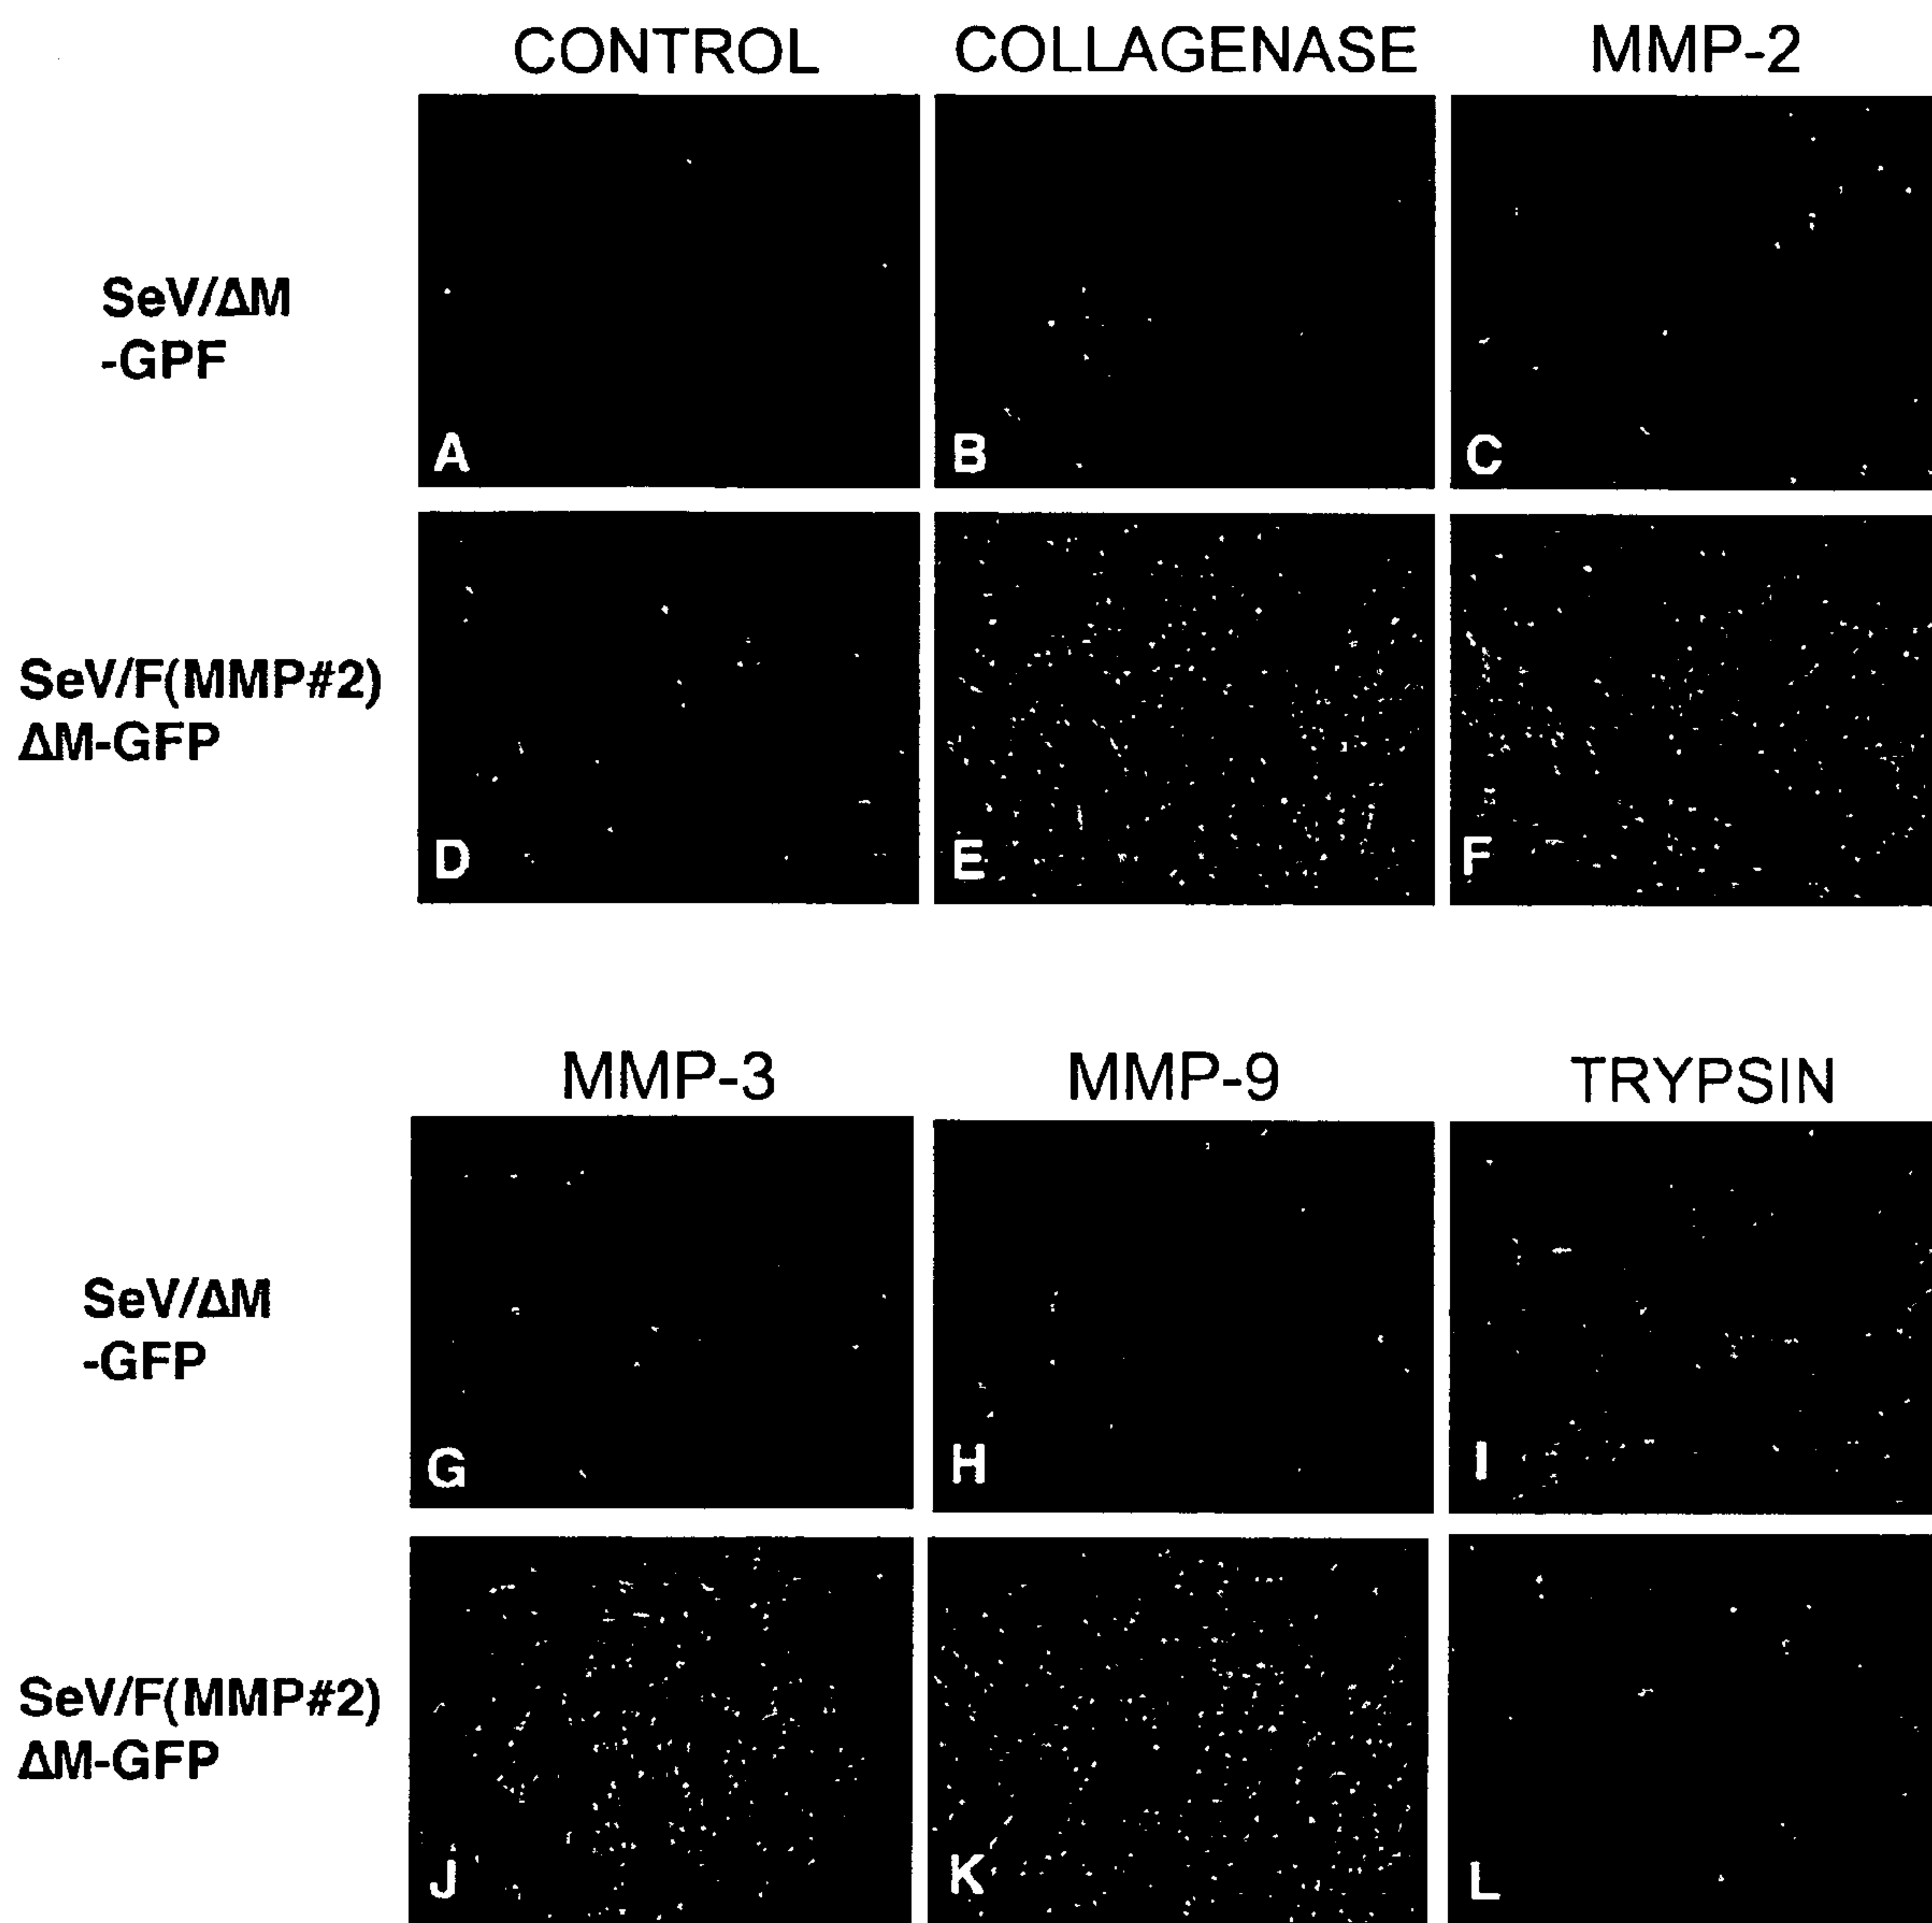 CONTROL COLLAGENASE MMP-2
SeV/ΔM
-GPF
A B C
SeV/F(MMP#2)
ΔM-GFP
D E F
MMP-3 MMP-9 TRYPSIN
SeV/ΔM
-GFP
G H I
SeV/F(MMP#2)
ΔM-GFP
J K L